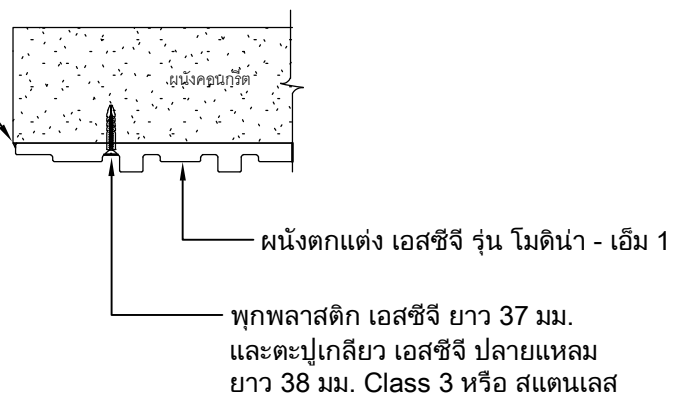 ผนังคอนกรีต
ผนังตกแต่ง เอสซีจี รุ่น โมดิน่า - เอ็ม 1
พุกพลาสติก เอสซีจี ยาว 37 มม.
และตะปูเกลียว เอสซีจี ปลายแหลม
ยาว 38 มม. Class 3 หรือ สแตนเลส